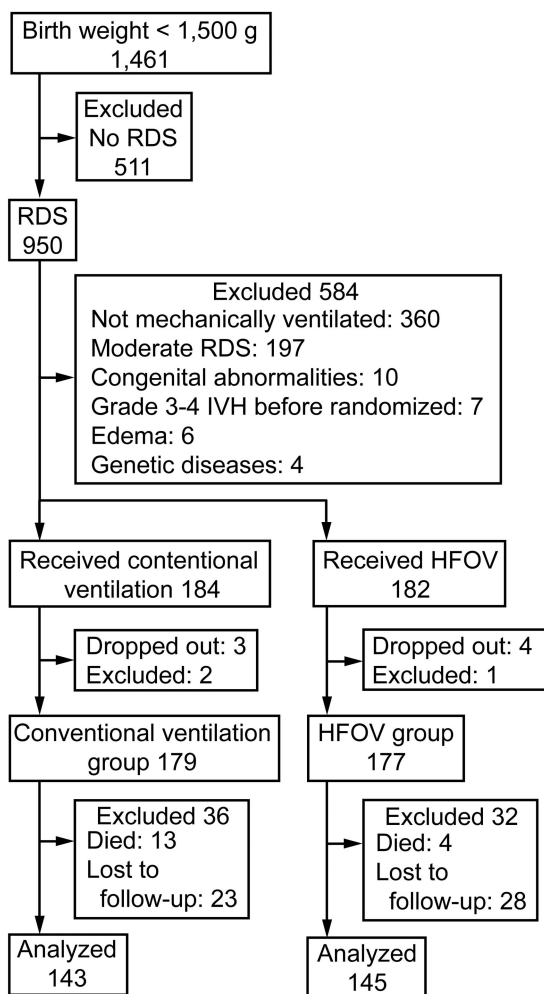 Birth weight < 1,500 g
1,461
Excluded
No RDS
511
RDS
950
Excluded 584
Not mechanically ventilated: 360
Moderate RDS: 197
Congenital abnormalities: 10
Grade 3-4 IVH before randomized: 7
Edema: 6
Genetic diseases: 4
Received contentional
ventilation 184
Received HFOV
182
Dropped out: 3
Excluded: 2
Dropped out: 4
Excluded: 1
Conventional ventilation
group 179
HFOV group
177
Excluded 36
Died: 13
Lost to
follow-up: 23
Excluded 32
Died: 4
Lost to
follow-up: 28
Analyzed
143
Analyzed
145